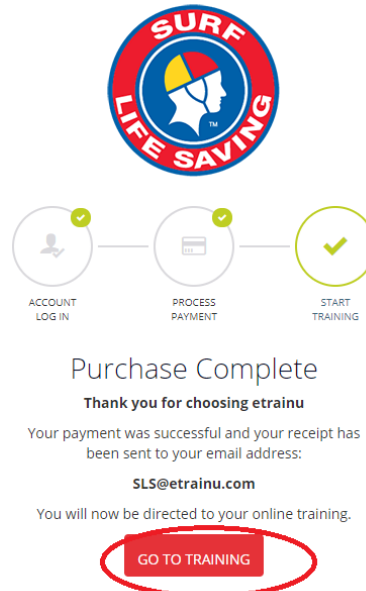 SURF
LIFE SAVING
TM
ACCOUNT
LOG IN
PROCESS
PAYMENT
START
TRAINING
Purchase Complete
Thank you for choosing etrainu
Your payment was successful and your receipt has
been sent to your email address:
SLS@etrainu.com
You will now be directed to your online training.
GO TO TRAINING